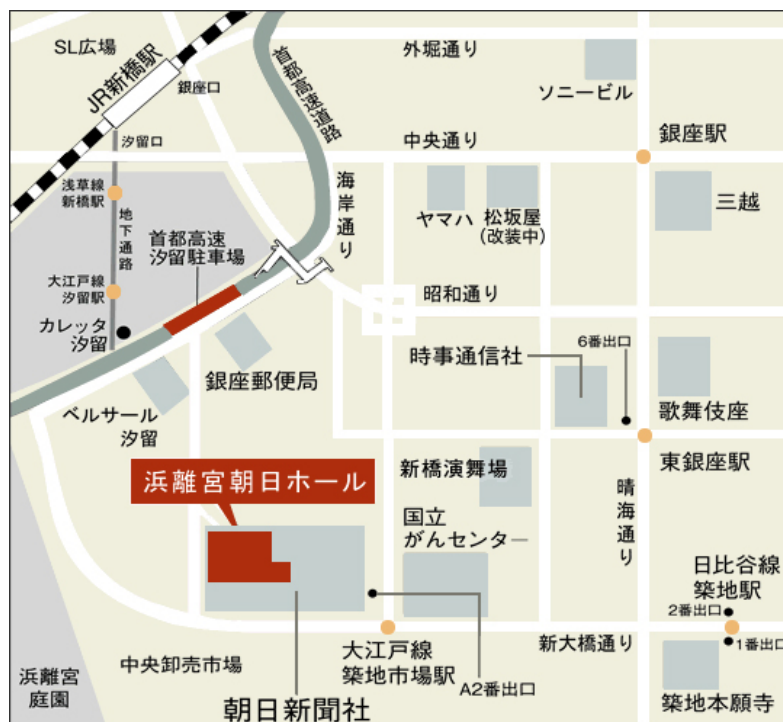 SL広場
JR新橋駅
銀座口
汐留口
首都高速道路
外堀通り
ソニービル
中央通り
銀座駅
浅草線
新橋駅
地下通路
首都高速
汐留駐車場
海岸通り
ヤマハ
松坂屋
(改装中)
三越
大江戸線
汐留駅
カレッタ
汐留
昭和通り
銀座郵便局
時事通信社
6番出口
歌舞伎座
ベルサール
汐留
東銀座駅
浜離宮朝日ホール
新橋演舞場
晴海通り
国立
がんセンター
日比谷線
築地駅
2番出口
1番出口
大江戸線
築地市場駅
新大橋通り
中央卸売市場
A2番出口
浜離宮
庭園
朝日新聞社
築地本願寺